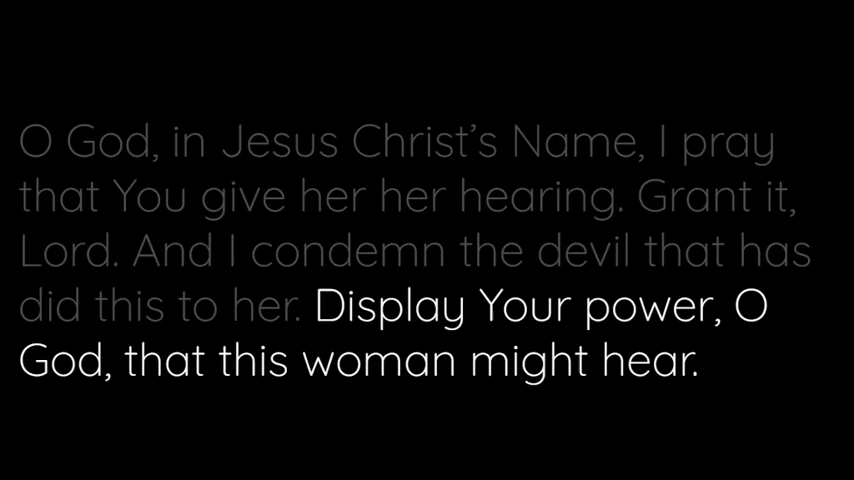 O God, in Jesus Christ’s Name, I pray
that You give her her hearing. Grant it,
Lord. And I condemn the devil that has
did this to her. Display Your power, O
God, that this woman might hear.